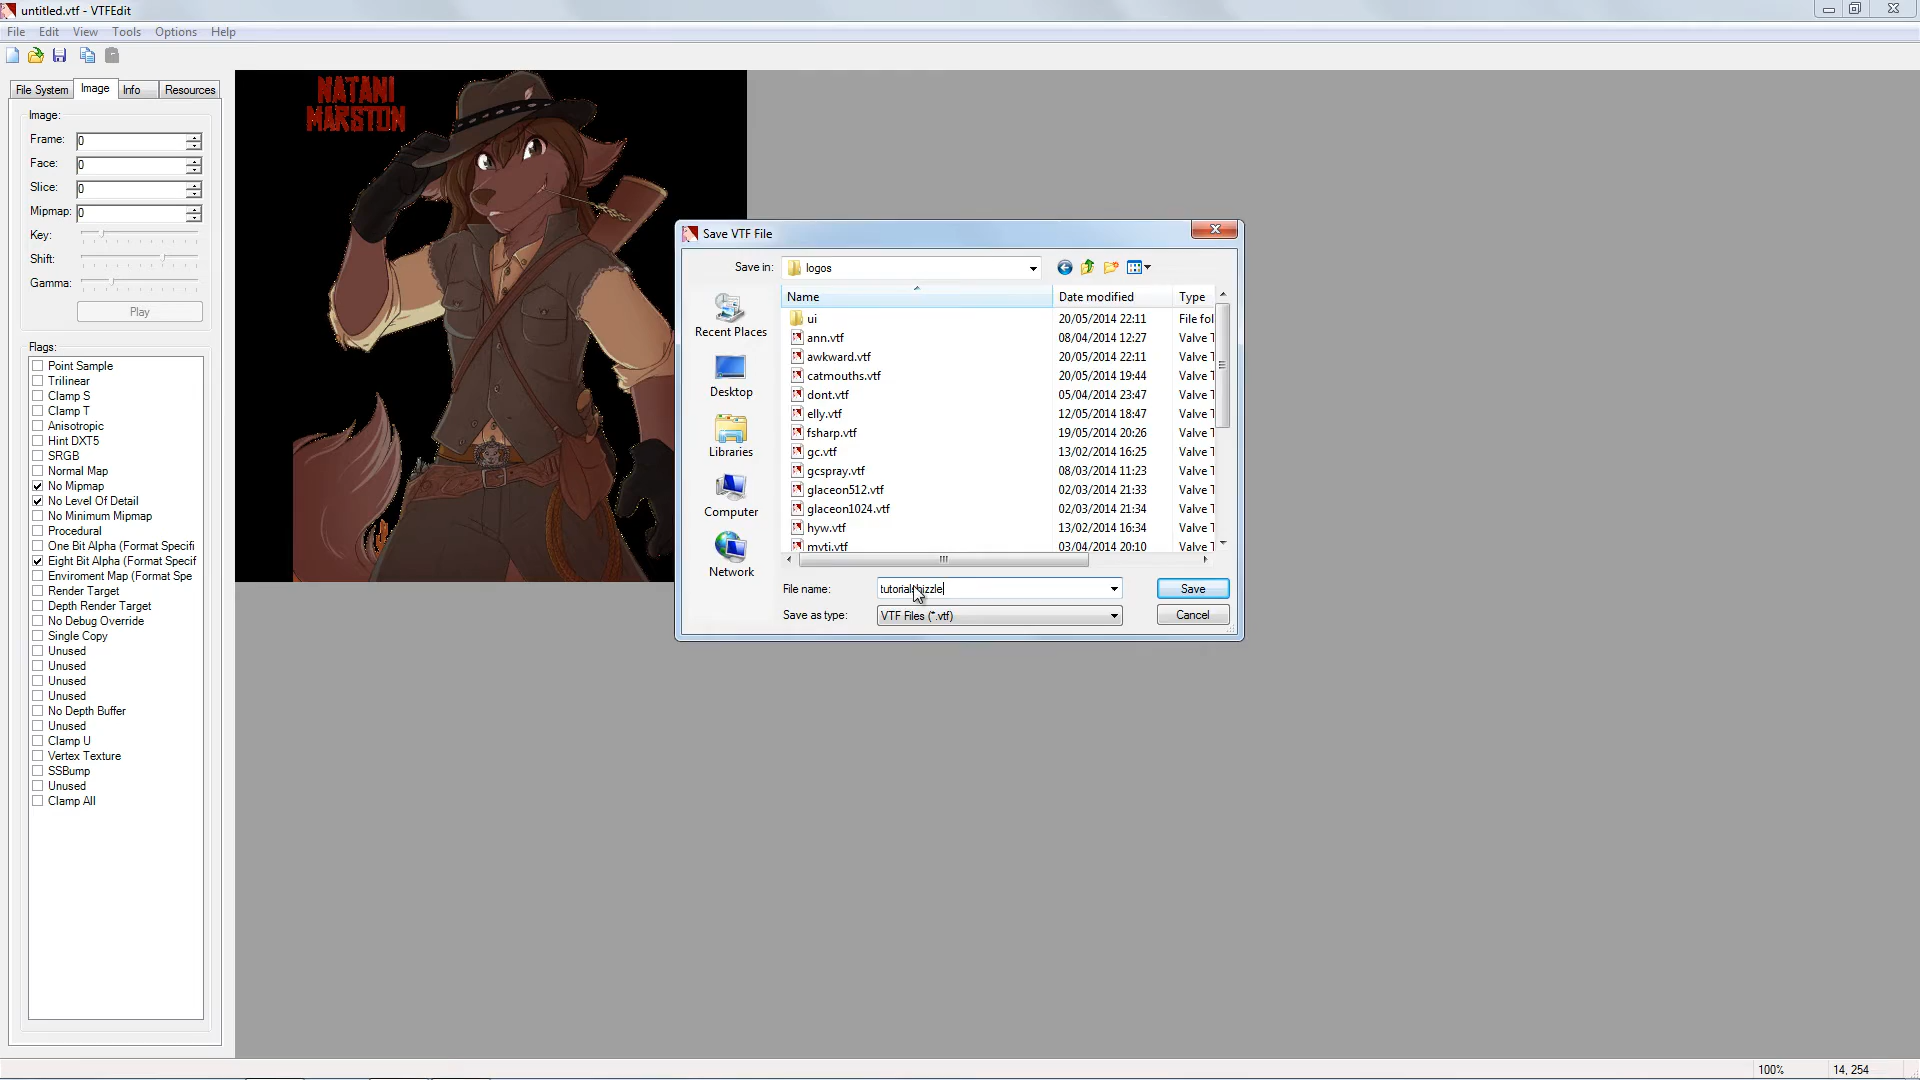 untitled.vtf - VTFEdit
File Edit View Tools Options Help
File System Image Info Resources
Image:
Frame: 0
Face: 0
Slice: 0
Mipmap: 0
Key:
Shift:
Gamma:
Play
Flags:
Point Sample
Trilinear
Clamp S
Clamp T
Anisotropic
Hint DXT5
SRGB
Normal Map
No Mipmap
No Level Of Detail
No Minimum Mipmap
Procedural
One Bit Alpha (Format Specifi
Eight Bit Alpha (Format Specif
Enviroment Map (Format Spe
Render Target
Depth Render Target
No Debug Override
Single Copy
Unused
Unused
Unused
Unused
No Depth Buffer
Unused
Clamp U
Vertex Texture
SSBump
Unused
Clamp All
NATANI
MARSTON
Save VTF File
Save in: logos
Recent Places
Desktop
Libraries
Computer
Network
Name Date modified Type
ui 20/05/2014 22:11 File fol
ann.vtf 08/04/2014 12:27 Valve T
awkward.vtf 20/05/2014 22:11 Valve T
catmouths.vtf 20/05/2014 19:44 Valve T
dont.vtf 05/04/2014 23:47 Valve T
elly.vtf 12/05/2014 18:47 Valve T
fsharp.vtf 19/05/2014 20:26 Valve T
gc.vtf 13/02/2014 16:25 Valve T
gcspray.vtf 08/03/2014 11:23 Valve T
glaceon512.vtf 02/03/2014 21:33 Valve T
glaceon1024.vtf 02/03/2014 21:34 Valve T
hyw.vtf 13/02/2014 16:34 Valve T
03/04/2014 20:10 Valve T
File name: Save
Save as type: VTF Files (*.vtf) Cancel
100% 14, 254